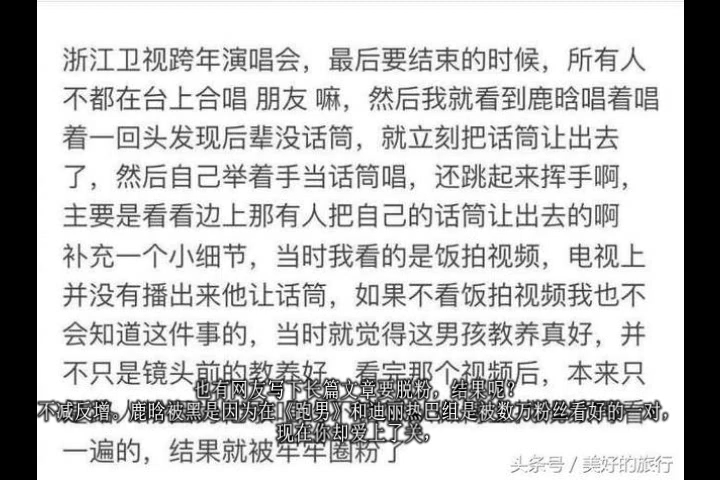 浙江卫视跨年演唱会，最后要结束的时候，所有人
不都在台上合唱 朋友 嘛，然后我就看到鹿晗唱着唱
着一回头发现后辈没话筒，就立刻把话筒让出去
了，然后自己举着手当话筒唱，还跳起来挥手啊，
主要是看看边上那有人把自己的话筒让出去的啊
补充一个小细节，当时我看的是饭拍视频，电视上
并没有播出来他让话筒，如果不看饭拍视频我也不
会知道这件事的，当时就觉得这男孩教养真好，并
不只是镜头前的教养好，看完那个视频后，本来只
也有网友写下长篇文章要脱粉，结果呢？
不减反增。鹿晗被黑是因为在《跑男》和迪丽热巴组是被数万粉丝看好的一对，
现在你却爱上了关，
一遍的，结果就被牢牢圈粉了
头条号／美好的旅行